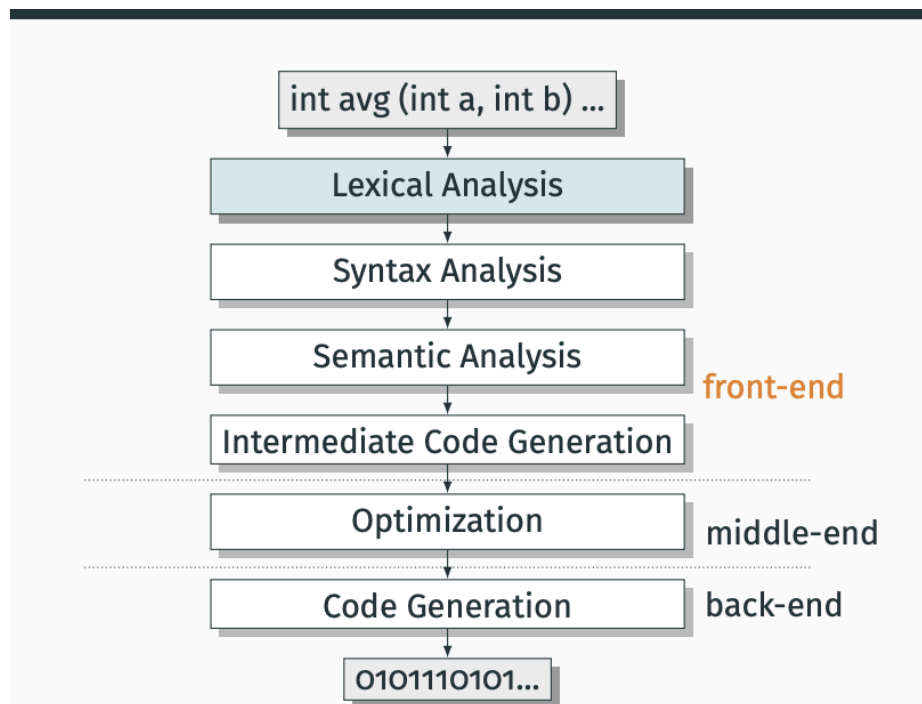 int avg (int a, int b) ...
Lexical Analysis
Syntax Analysis
Semantic Analysis
front-end
Intermediate Code Generation
Optimization
middle-end
Code Generation
back-end
0101110101...